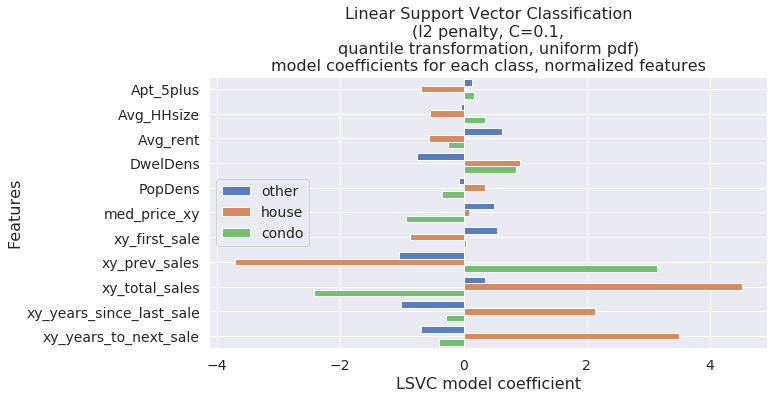 Linear Support Vector Classification
(l2 penalty, C=0.1,
quantile transformation, uniform pdf)
model coefficients for each class, normalized features
Features
Apt_5plus
Avg_HHsize
Avg_rent
DwelDens
PopDens
med_price_xy
xy_first_sale
xy_prev_sales
xy_total_sales
xy_years_since_last_sale
xy_years_to_next_sale
other
house
condo
−4 −2 0 2 4
LSVC model coefficient